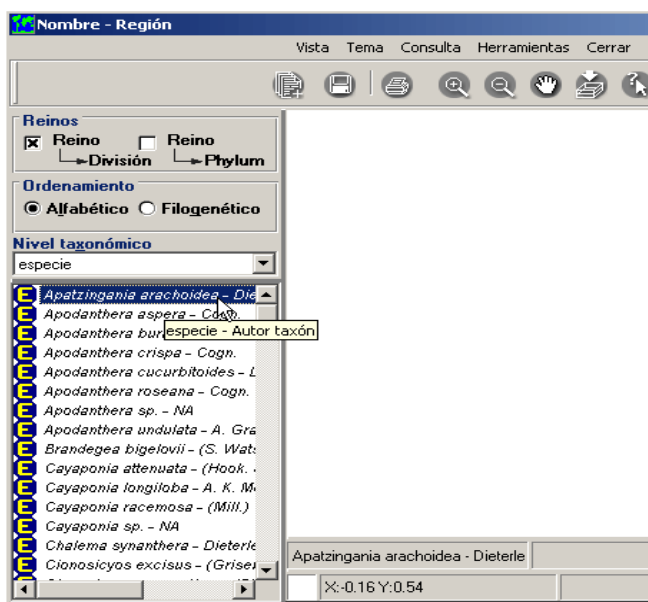 Nombre - Región
Vista Tema Consulta Herramientas Cerrar
Reinos
Reino Reino
División Phylum
Ordenamiento
Alfabético Filogenético
Nivel taxonómico
especie
E Apatzingania arachoidea - Die
E Apodanthera aspera - Cogn.
E Apodanthera bu
especie - Autor taxón
E Apodanthera crispa - Cogn.
E Apodanthera cucurbitoides -
E Apodanthera roseana - Cogn.
E Apodanthera sp. - NA
E Apodanthera undulata - A. Gra
E Brandegea bigelovii - (S. Wats
E Cayaponia attenuata - (Hook.
E Cayaponia longiloba - A. K. M
E Cayaponia racemosa - (Mill.)
E Cayaponia sp. - NA
E Chalema synanthera - Dieterle
E Cionosicyos excisus - (Grise
Apatzingania arachoidea - Dieterle
X:-0.16 Y:0.54